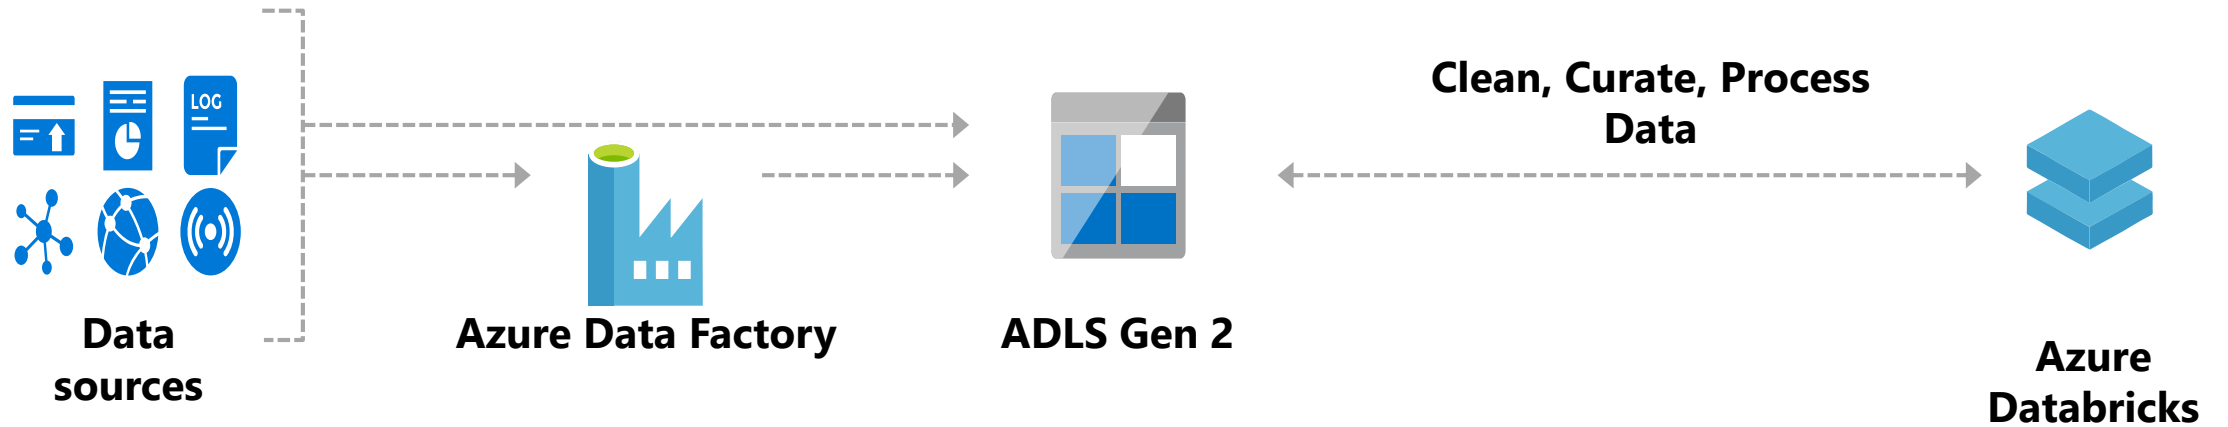 LOG
Clean, Curate, Process
Data
Data
sources
Azure Data Factory
ADLS Gen 2
Azure
Databricks